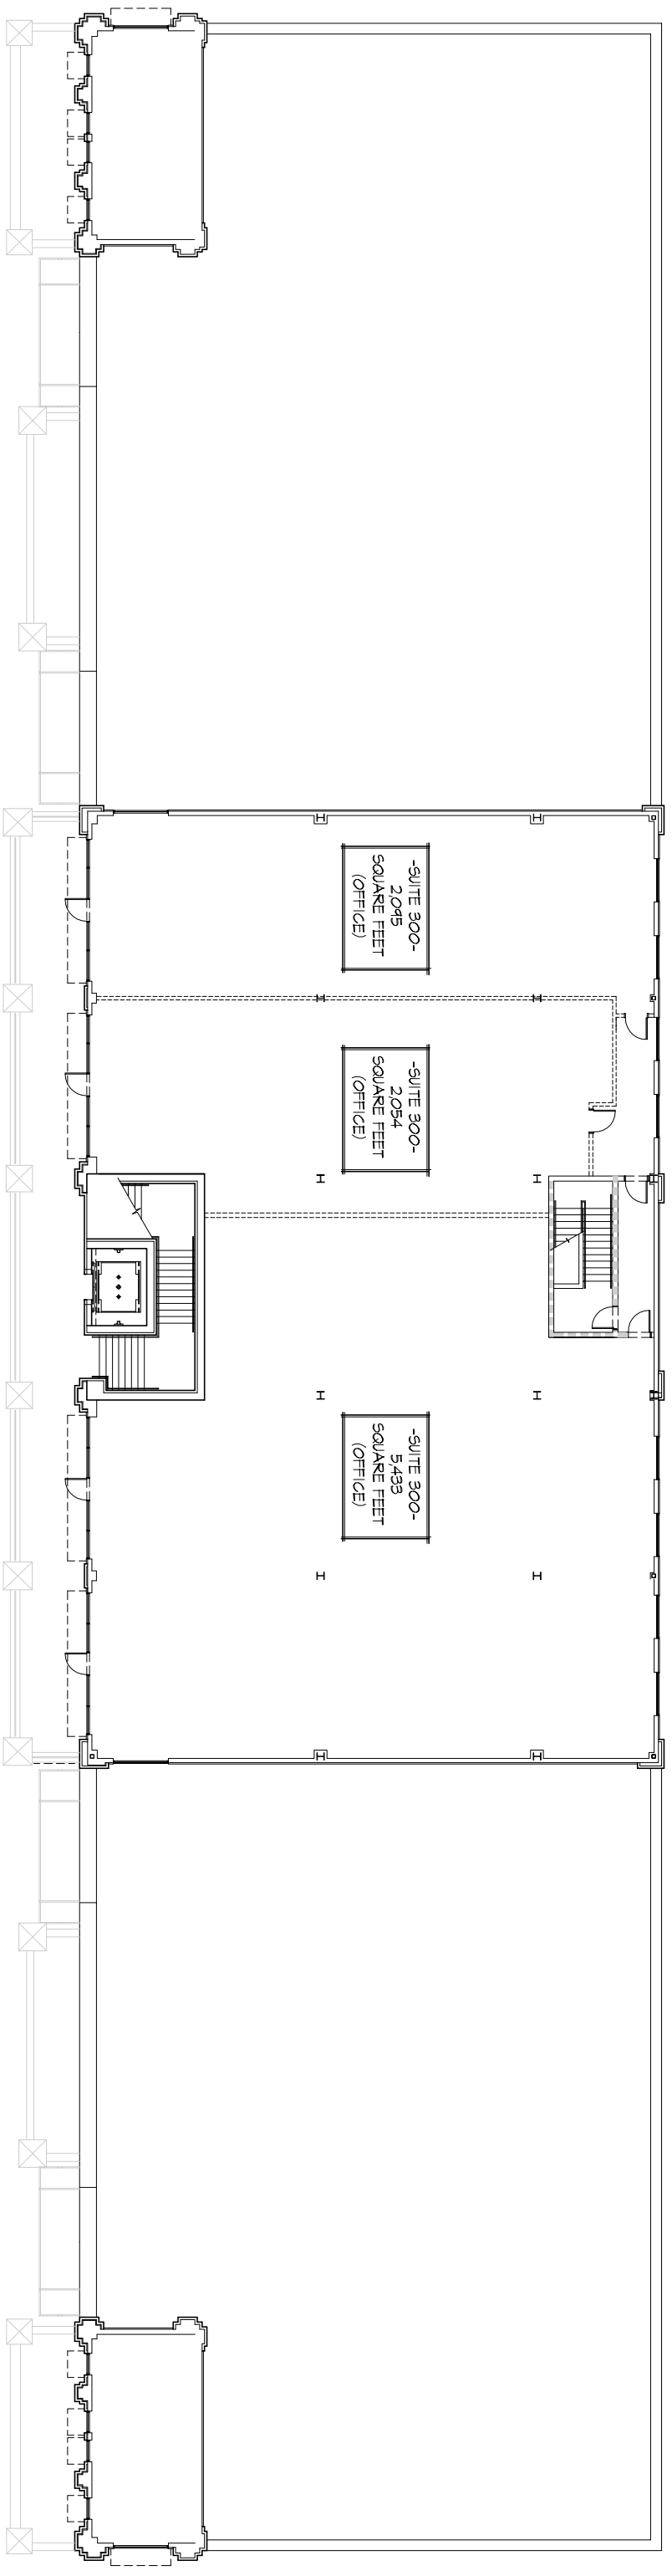 -SUITE 300-
2,095
SQUARE FEET
(OFFICE)
-SUITE 300-
2,054
SQUARE FEET
(OFFICE)
-SUITE 300-
5,433
SQUARE FEET
(OFFICE)